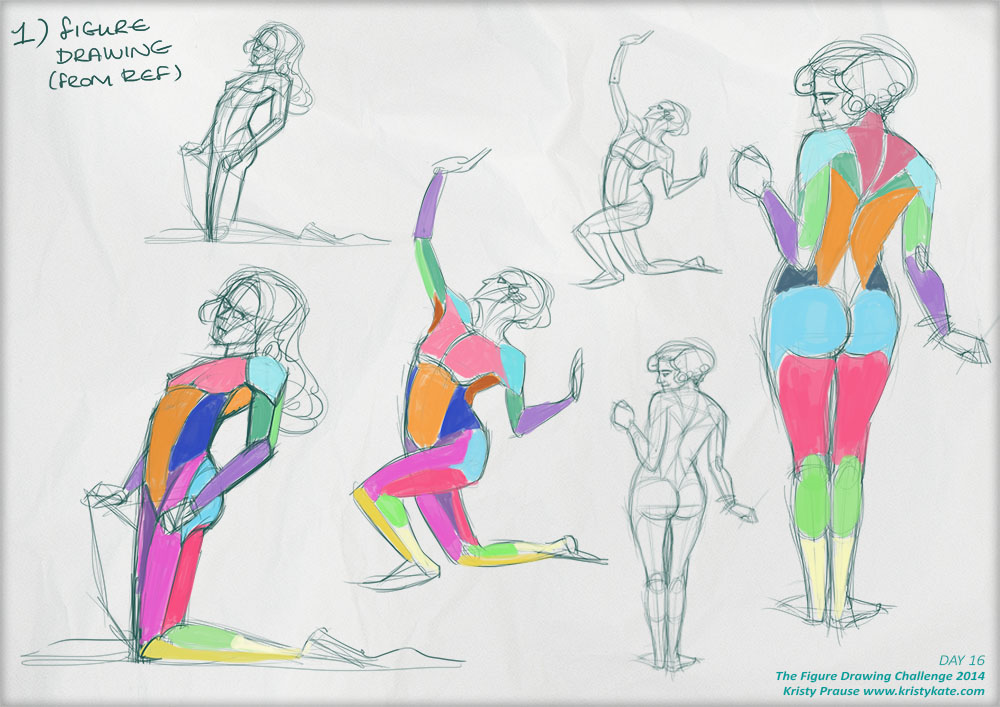 1) FIGURE
DRAWING
(FROM REF)
DAY 16
The Figure Drawing Challenge 2014
Kristy Prause www.kristykate.com